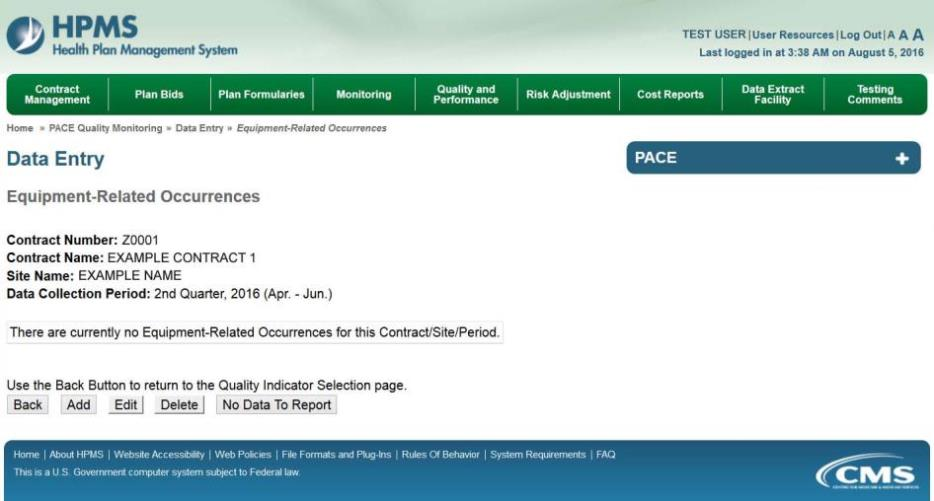 HPMS
Health Plan Management System
TEST USER|User Resources|Log Out|A A A
Last logged in at 3:38 AM on August 5, 2016
Contract Management
Plan Bids
Plan Formularies
Monitoring
Quality and Performance
Risk Adjustment
Cost Reports
Data Extract Facility
Testing Comments
Home » PACE Quality Monitoring » Data Entry » Equipment-Related Occurrences
Data Entry
PACE +
Equipment-Related Occurrences
Contract Number: Z0001
Contract Name: EXAMPLE CONTRACT 1
Site Name: EXAMPLE NAME
Data Collection Period: 2nd Quarter, 2016 (Apr. - Jun.)
There are currently no Equipment-Related Occurrences for this Contract/Site/Period.
Use the Back Button to return to the Quality Indicator Selection page.
Back Add Edit Delete No Data To Report
Home | About HPMS | Website Accessibility | Web Policies | File Formats and Plug-Ins | Rules Of Behavior | System Requirements | FAQ
This is a U.S. Government computer system subject to Federal law.
CMS